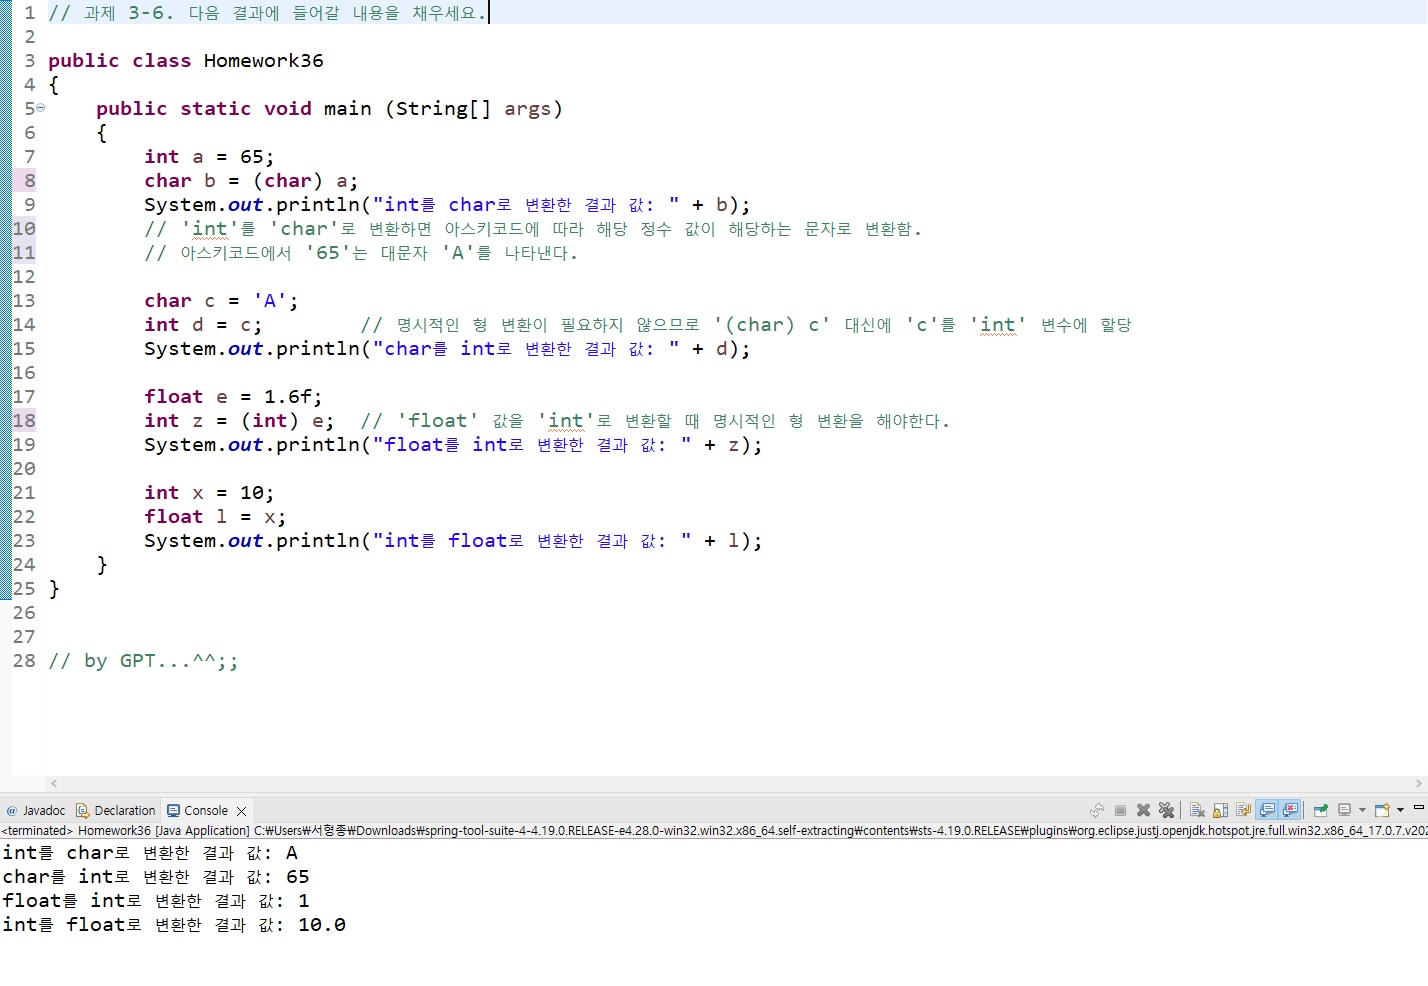 1 // 과제 3-6. 다음 결과에 들어갈 내용을 채우세요.
2
3 public class Homework36
4 {
5 public static void main (String[] args)
6 {
7 int a = 65;
8 char b = (char) a;
9 System.out.println("int를 char로 변환한 결과 값: " + b);
10 // 'int'를 'char'로 변환하면 아스키코드에 따라 해당 정수 값이 해당하는 문자로 변환함.
11 // 아스키코드에서 '65'는 대문자 'A'를 나타낸다.
12
13 char c = 'A';
14 int d = c; // 명시적인 형 변환이 필요하지 않으므로 '(char) c' 대신에 'c'를 'int' 변수에 할당
15 System.out.println("char를 int로 변환한 결과 값: " + d);
16
17 float e = 1.6f;
18 int z = (int) e; // 'float' 값을 'int'로 변환할 때 명시적인 형 변환을 해야한다.
19 System.out.println("float를 int로 변환한 결과 값: " + z);
20
21 int x = 10;
22 float l = x;
23 System.out.println("int를 float로 변환한 결과 값: " + l);
24 }
25 }
26
27
28 // by GPT...^^;;
@ Javadoc Declaration Console
<terminated> Homework36 [Java Application] C:₩Users₩서형종₩Downloads₩spring-tool-suite-4-4.19.0.RELEASE-e4.28.0-win32.win32.x86_64.self-extracting₩contents₩sts-4.19.0.RELEASE₩plugins₩org.eclipse.justj.openjdk.hotspot.jre.full.win32.x86_64_17.0.7.v202
int를 char로 변환한 결과 값: A
char를 int로 변환한 결과 값: 65
float를 int로 변환한 결과 값: 1
int를 float로 변환한 결과 값: 10.0